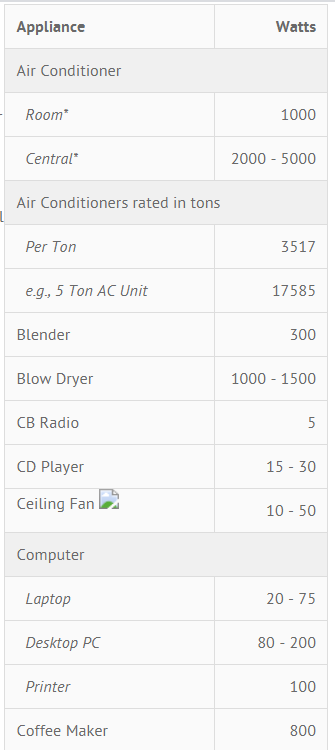 Appliance Watts
Air Conditioner
Room* 1000
Central* 2000 - 5000
Air Conditioners rated in tons
Per Ton 3517
e.g., 5 Ton AC Unit 17585
Blender 300
Blow Dryer 1000 - 1500
CB Radio 5
CD Player 15 - 30
Ceiling Fan 10 - 50
Computer
Laptop 20 - 75
Desktop PC 80 - 200
Printer 100
Coffee Maker 800